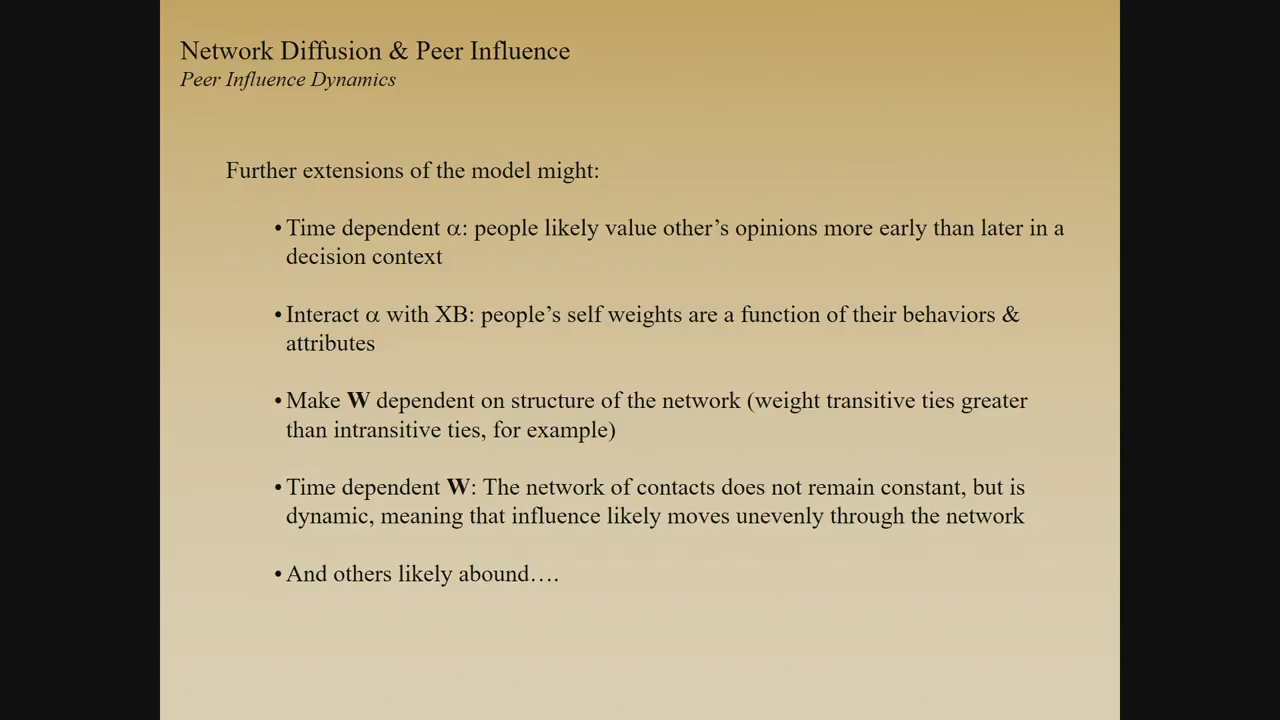 Network Diffusion & Peer Influence
Peer Influence Dynamics
Further extensions of the model might:
• Time dependent α: people likely value other’s opinions more early than later in a
decision context
• Interact α with XB: people’s self weights are a function of their behaviors &
attributes
• Make W dependent on structure of the network (weight transitive ties greater
than intransitive ties, for example)
• Time dependent W: The network of contacts does not remain constant, but is
dynamic, meaning that influence likely moves unevenly through the network
• And others likely abound….